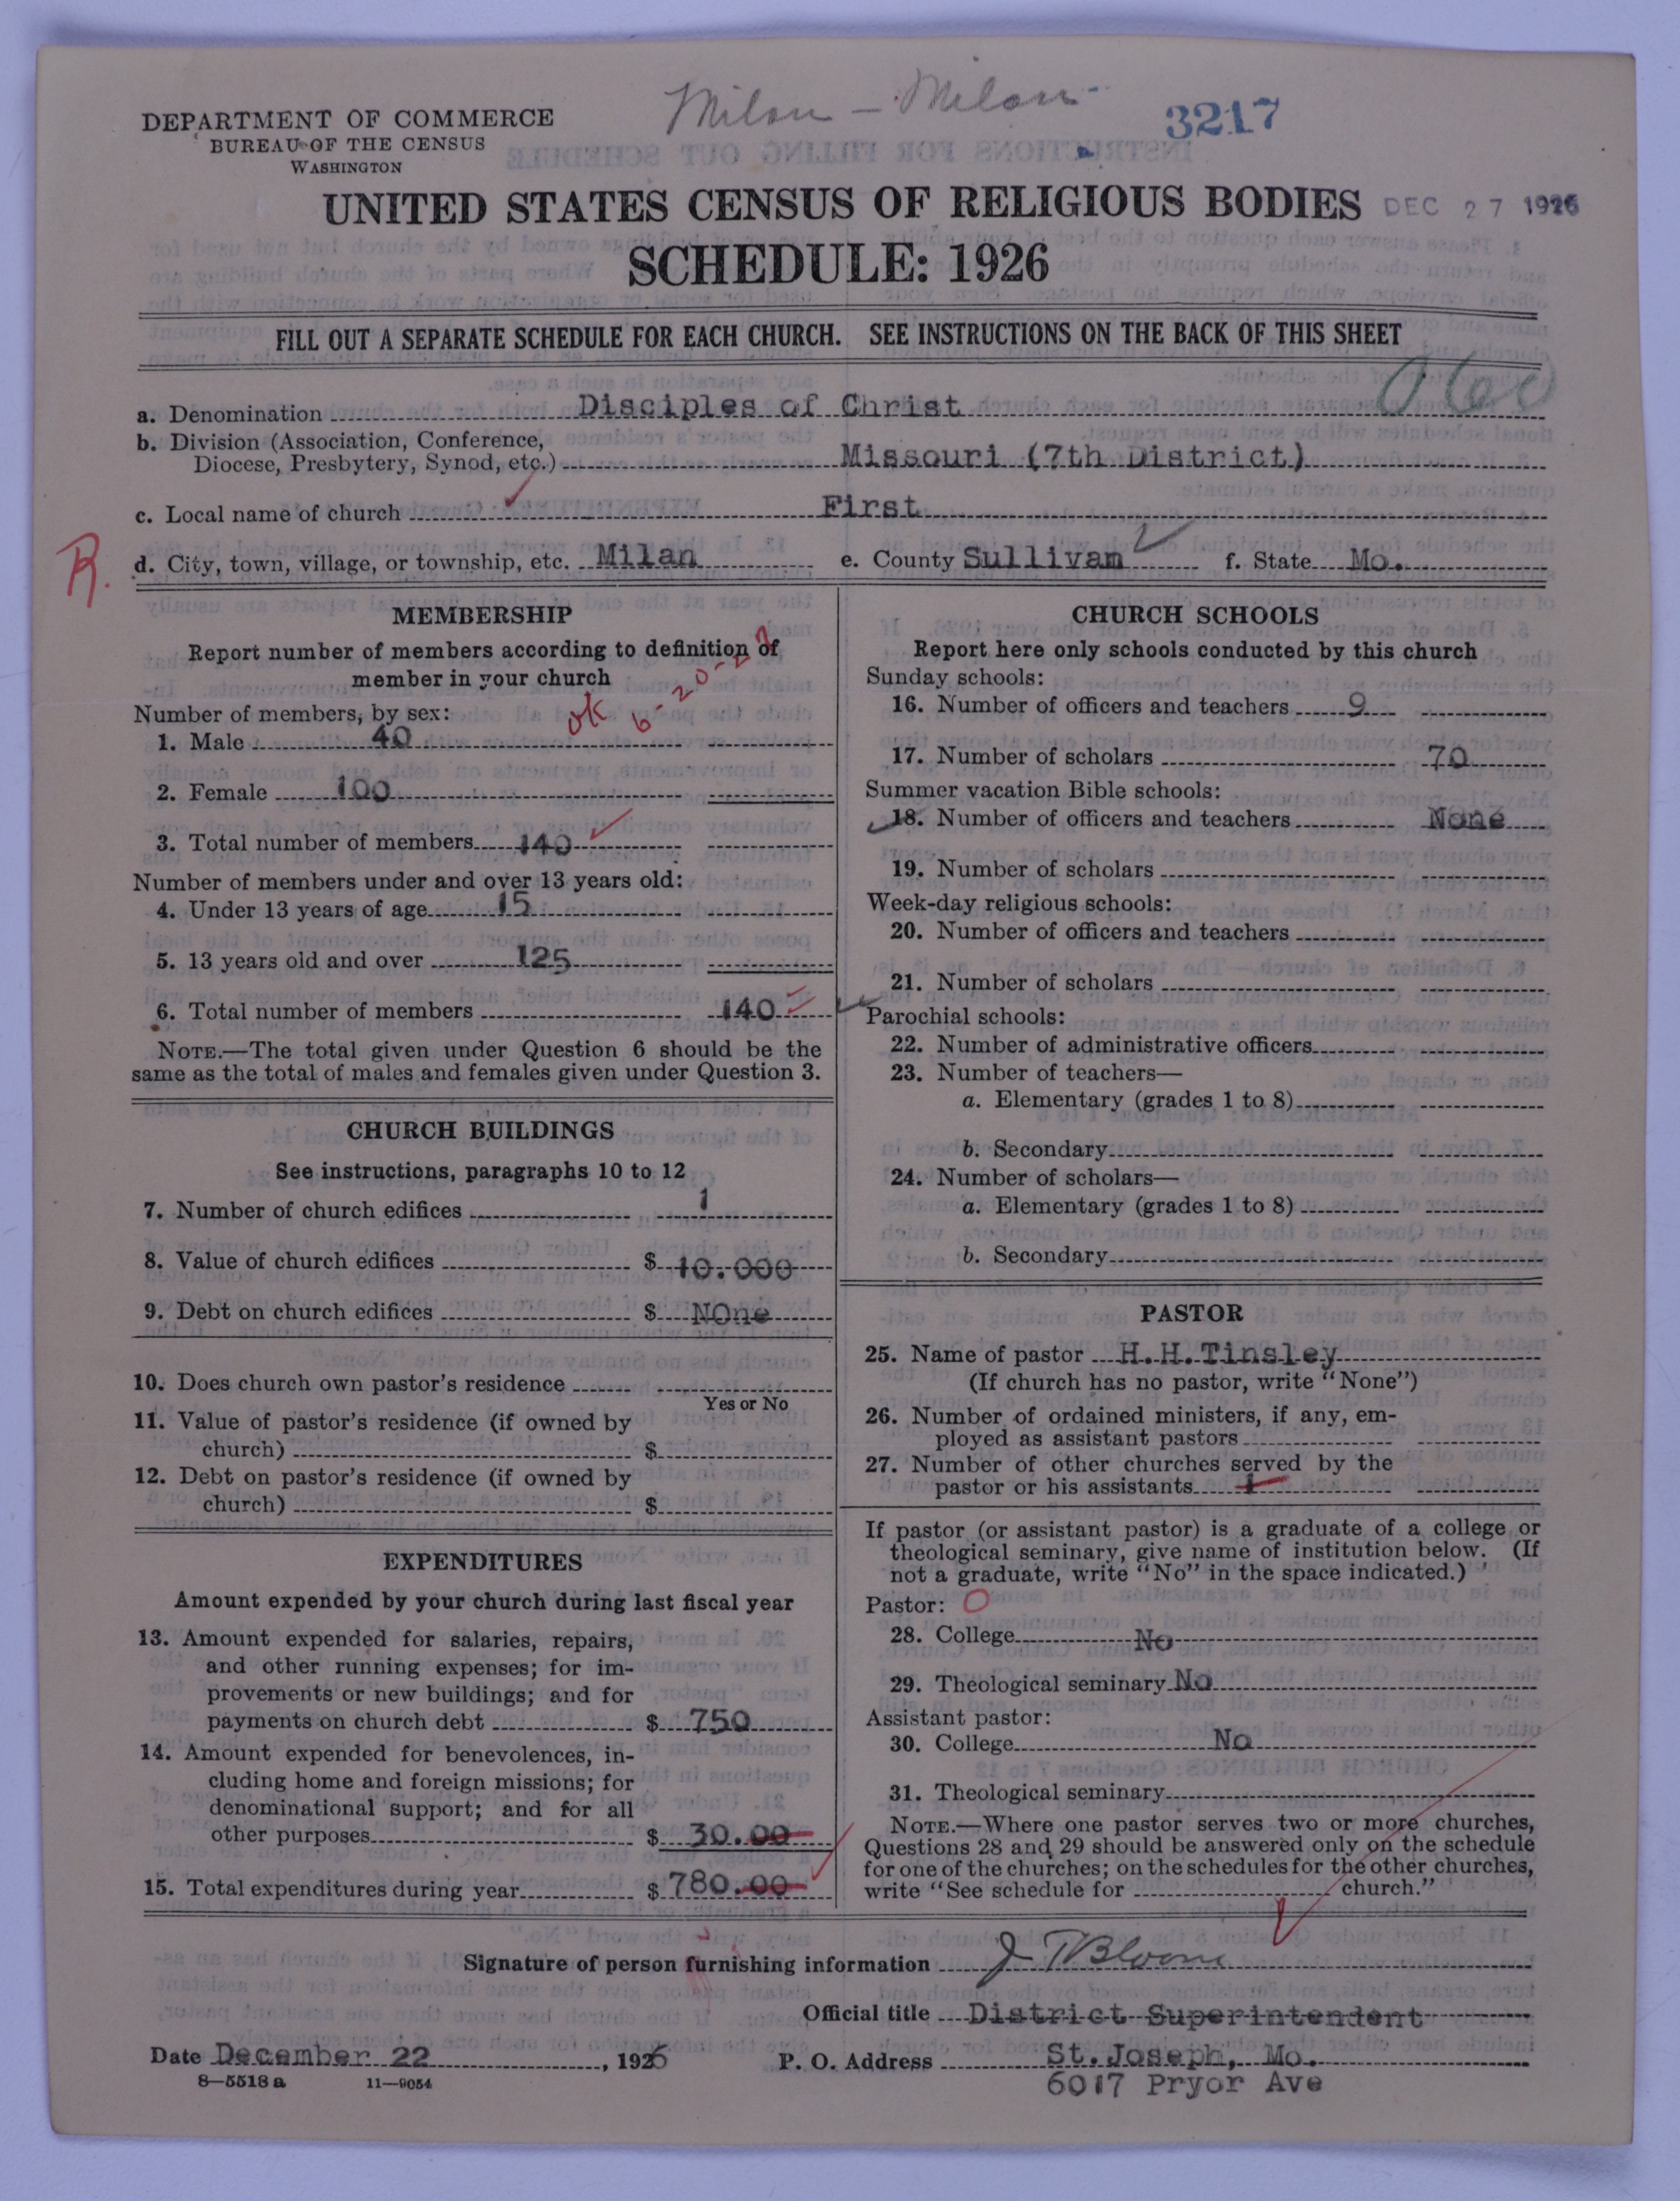 Milan - Milan
3217
DEPARTMENT OF COMMERCE
BUREAU OF THE CENSUS
WASHINGTON
UNITED STATES CENSUS OF RELIGIOUS BODIES
DEC 27 1926
SCHEDULE: 1926
FILL OUT A SEPARATE SCHEDULE FOR EACH CHURCH. SEE INSTRUCTIONS ON THE BACK OF THIS SHEET
a. Denomination Disciples of Christ
b. Division (Association, Conference,
Diocese, Presbytery, Synod, etc.) Missouri (7th District)
c. Local name of church First
R.
d. City, town, village, or township, etc. Milan e. County Sullivan f. State Mo.
MEMBERSHIP
Report number of members according to definition of
member in your church
ok 6-20-27
Number of members, by sex:
1. Male 40
2. Female 100
3. Total number of members 140
Number of members under and over 13 years old:
4. Under 13 years of age 15
5. 13 years old and over 125
6. Total number of members 140
NOTE.—The total given under Question 6 should be the
same as the total of males and females given under Question 3.
CHURCH BUILDINGS
See instructions, paragraphs 10 to 12
7. Number of church edifices 1
8. Value of church edifices $ 10.000
9. Debt on church edifices $ NOne
10. Does church own pastor's residence
Yes or No
11. Value of pastor's residence (if owned by
church) $
12. Debt on pastor's residence (if owned by
church) $
EXPENDITURES
Amount expended by your church during last fiscal year
13. Amount expended for salaries, repairs,
and other running expenses; for im-
provements or new buildings; and for
payments on church debt $ 750
14. Amount expended for benevolences, in-
cluding home and foreign missions; for
denominational support; and for all
other purposes $ 30.00
15. Total expenditures during year $ 780.00
CHURCH SCHOOLS
Report here only schools conducted by this church
Sunday schools:
16. Number of officers and teachers 9
17. Number of scholars 70
Summer vacation Bible schools:
18. Number of officers and teachers None
19. Number of scholars
Week-day religious schools:
20. Number of officers and teachers
21. Number of scholars
Parochial schools:
22. Number of administrative officers
23. Number of teachers—
a. Elementary (grades 1 to 8)
b. Secondary
24. Number of scholars—
a. Elementary (grades 1 to 8)
b. Secondary
PASTOR
25. Name of pastor H.H.Tinsley
(If church has no pastor, write "None")
26. Number of ordained ministers, if any, em-
ployed as assistant pastors
27. Number of other churches served by the
pastor or his assistants 1
If pastor (or assistant pastor) is a graduate of a college or
theological seminary, give name of institution below. (If
not a graduate, write "No" in the space indicated.)
Pastor: O
28. College No
29. Theological seminary No
Assistant pastor:
30. College No
31. Theological seminary
NOTE.—Where one pastor serves two or more churches,
Questions 28 and 29 should be answered only on the schedule
for one of the churches; on the schedules for the other churches,
write "See schedule for church."
Signature of person furnishing information J T Bloom
Official title District Superintendent
Date December 22, 1926 P. O. Address St. Joseph, Mo.
6017 Pryor Ave
8—5518 a 11—9054